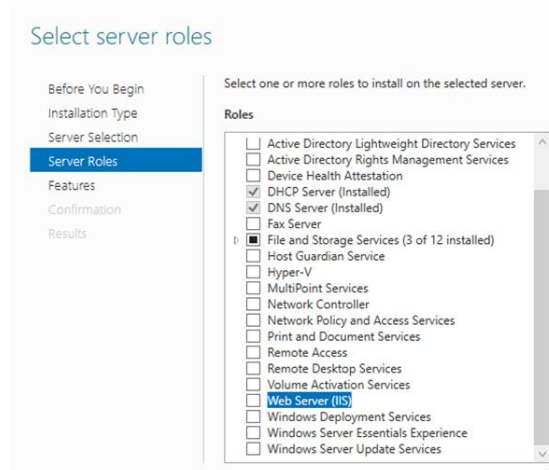 Select server roles
Before You Begin
Installation Type
Server Selection
Server Roles
Features
Confirmation
Results
Select one or more roles to install on the selected server.
Roles
Active Directory Lightweight Directory Services
Active Directory Rights Management Services
Device Health Attestation
DHCP Server (Installed)
DNS Server (Installed)
Fax Server
File and Storage Services (3 of 12 installed)
Host Guardian Service
Hyper-V
MultiPoint Services
Network Controller
Network Policy and Access Services
Print and Document Services
Remote Access
Remote Desktop Services
Volume Activation Services
Web Server (IIS)
Windows Deployment Services
Windows Server Essentials Experience
Windows Server Update Services